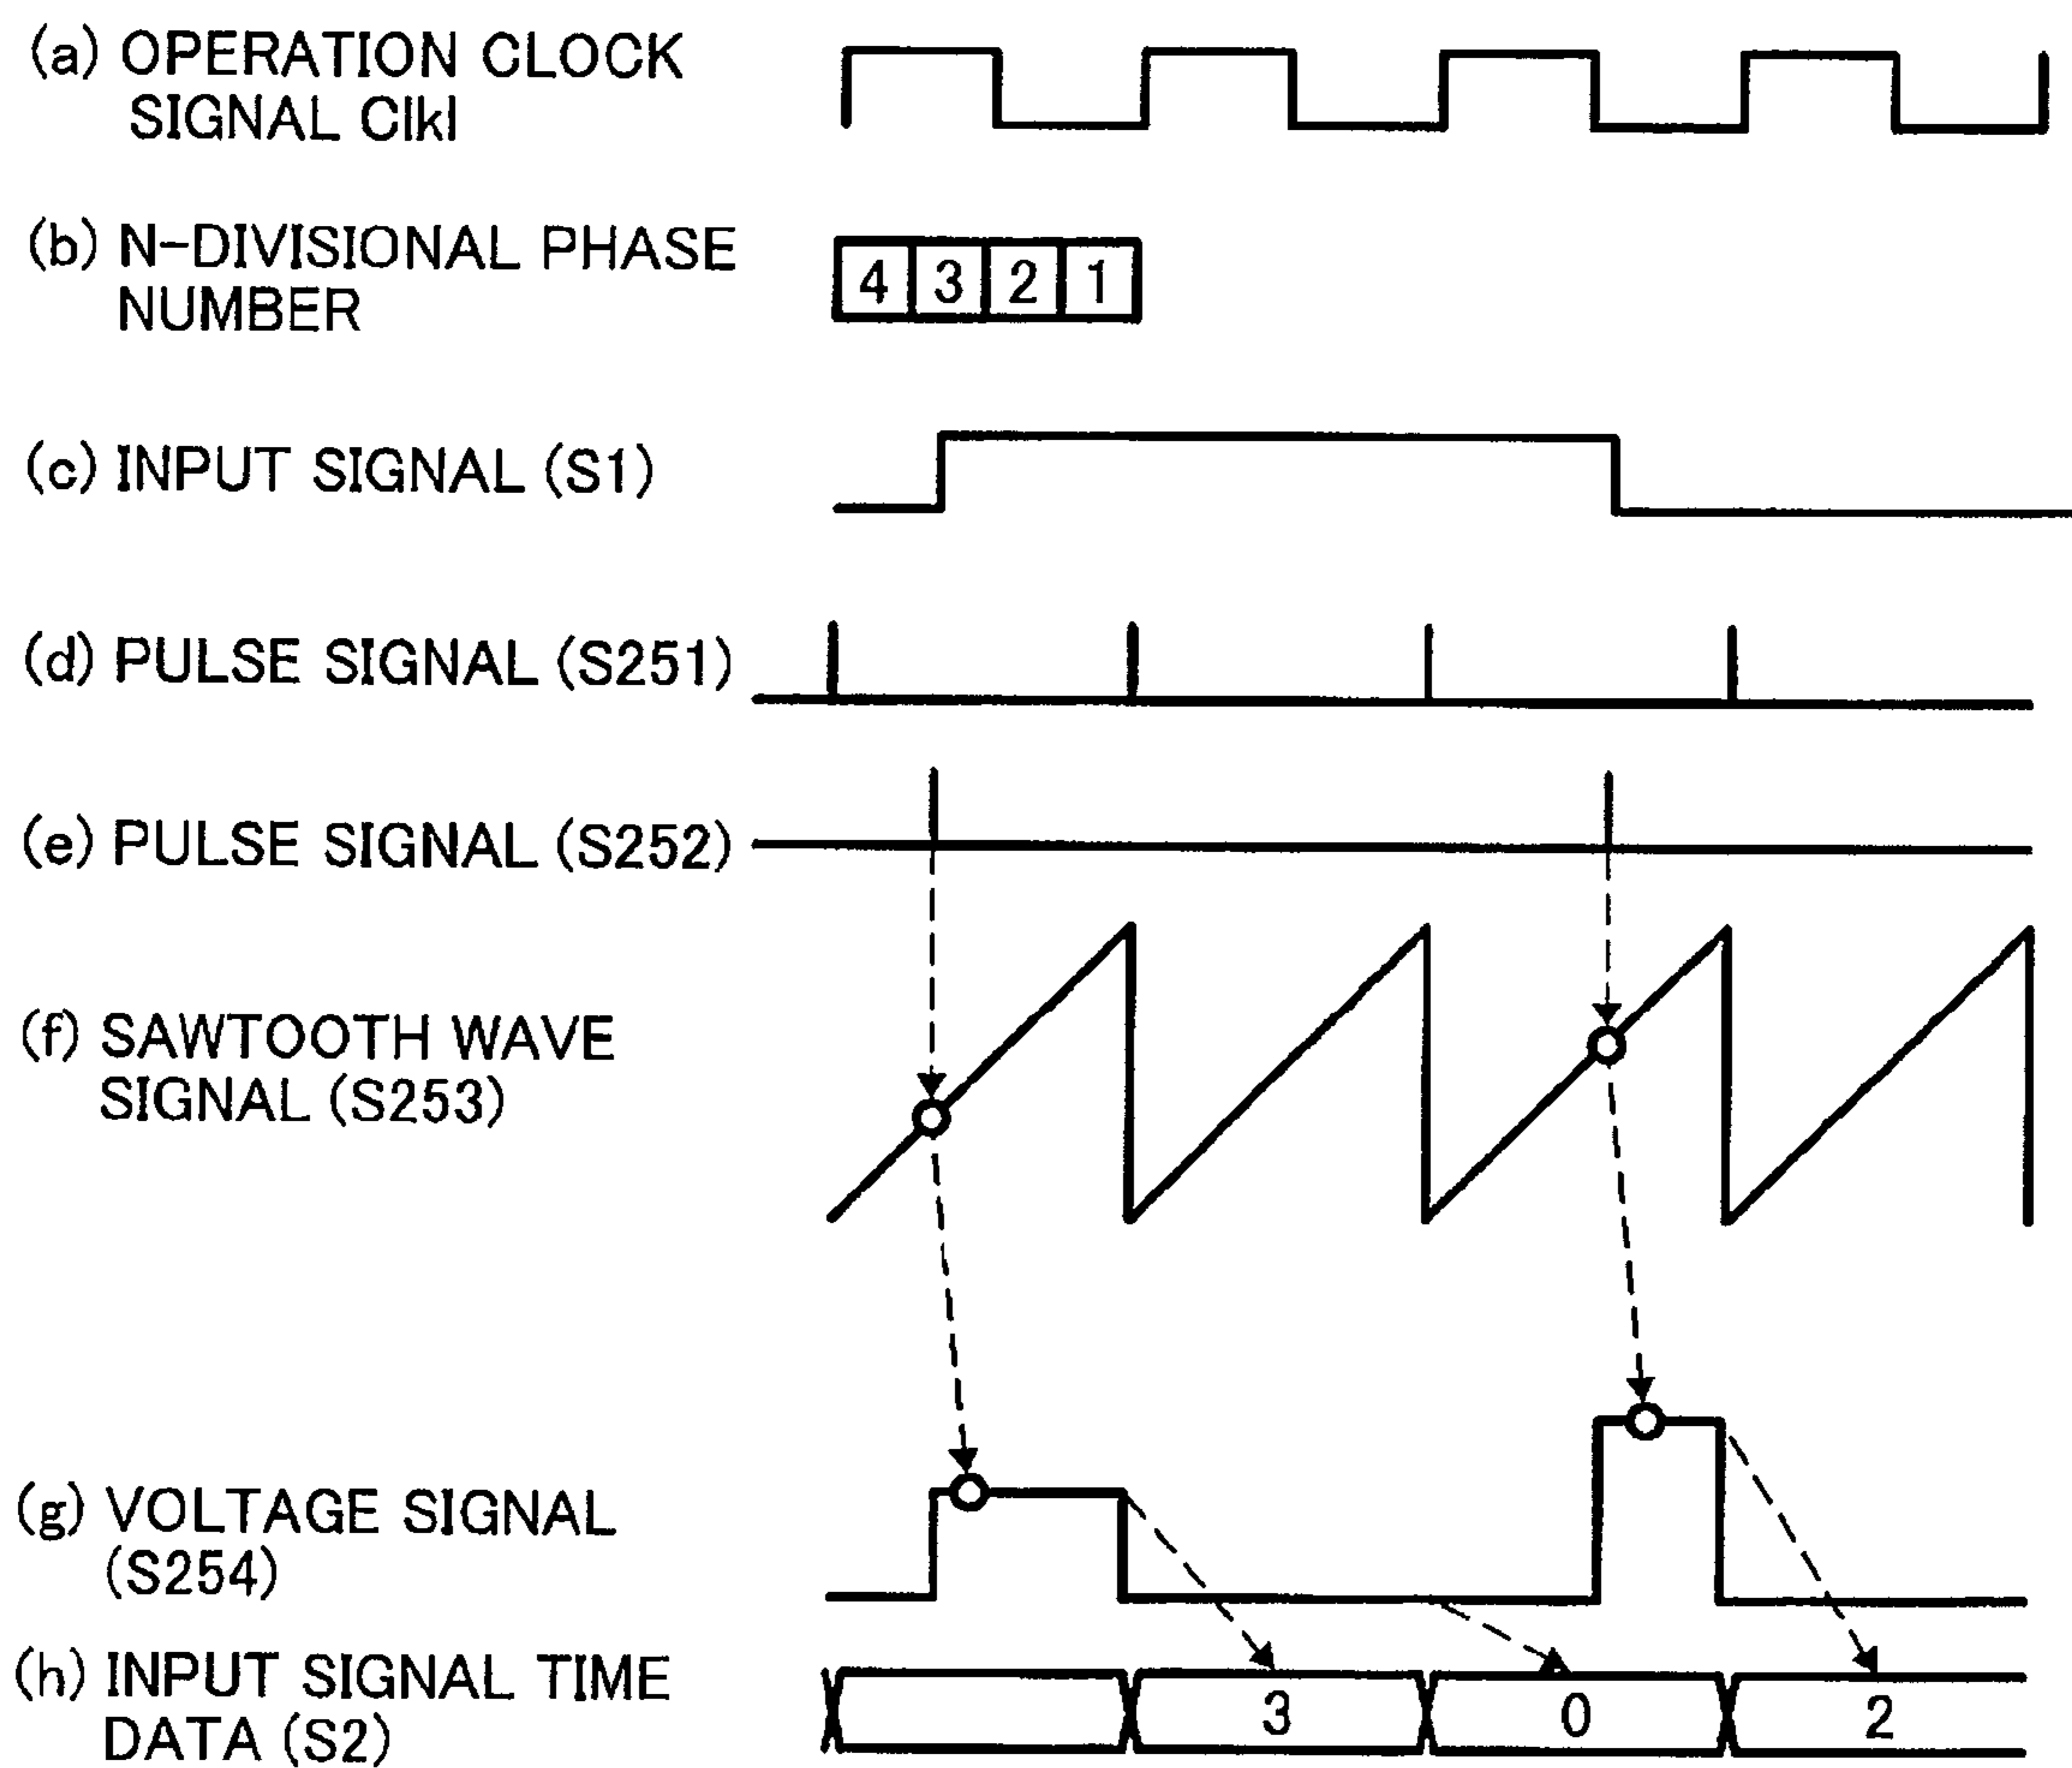 (a) OPERATION CLOCK
SIGNAL Clkl
(b) N-DIVISIONAL PHASE
NUMBER
4 3 2 1
(c) INPUT SIGNAL (S1)
(d) PULSE SIGNAL (S251)
(e) PULSE SIGNAL (S252)
(f) SAWTOOTH WAVE
SIGNAL (S253)
(g) VOLTAGE SIGNAL
(S254)
(h) INPUT SIGNAL TIME
DATA (S2)
3 0 2